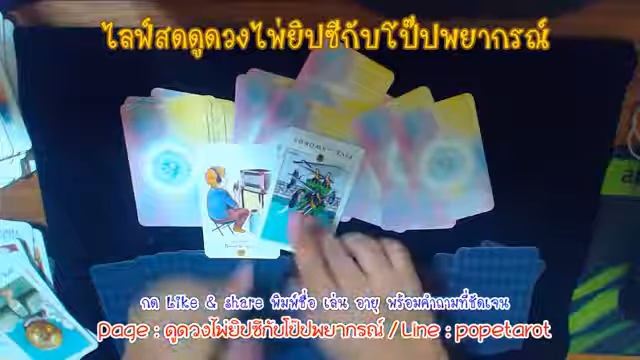 ไลฟ์สดดูดวงไพ่ยิปซีกับโป๊ปพยากรณ์
FIVE - SWORDS
กด Like & share พิมพ์ชื่อ เล่น อายุ พร้อมคำถามที่ชัดเจน
Page : ดูดวงไพ่ยิปซีกับโป๊ปพยากรณ์ / Line : popetarot